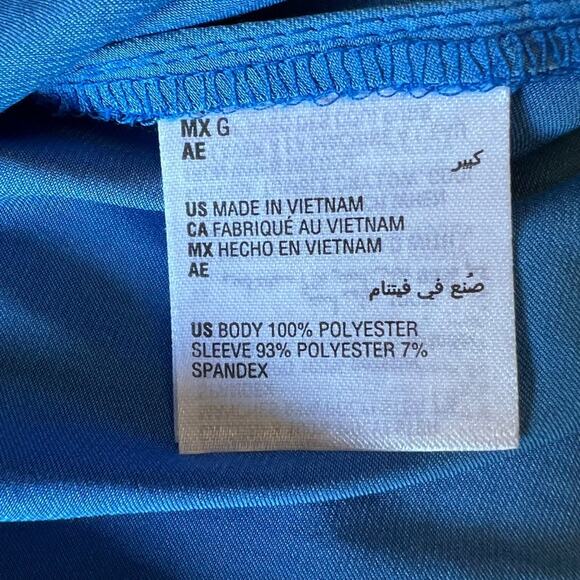 MX G
AE
كبير
US MADE IN VIETNAM
CA FABRIQUÉ AU VIETNAM
MX HECHO EN VIETNAM
AE
صُنع في فيتنام
US BODY 100% POLYESTER
SLEEVE 93% POLYESTER 7%
SPANDEX